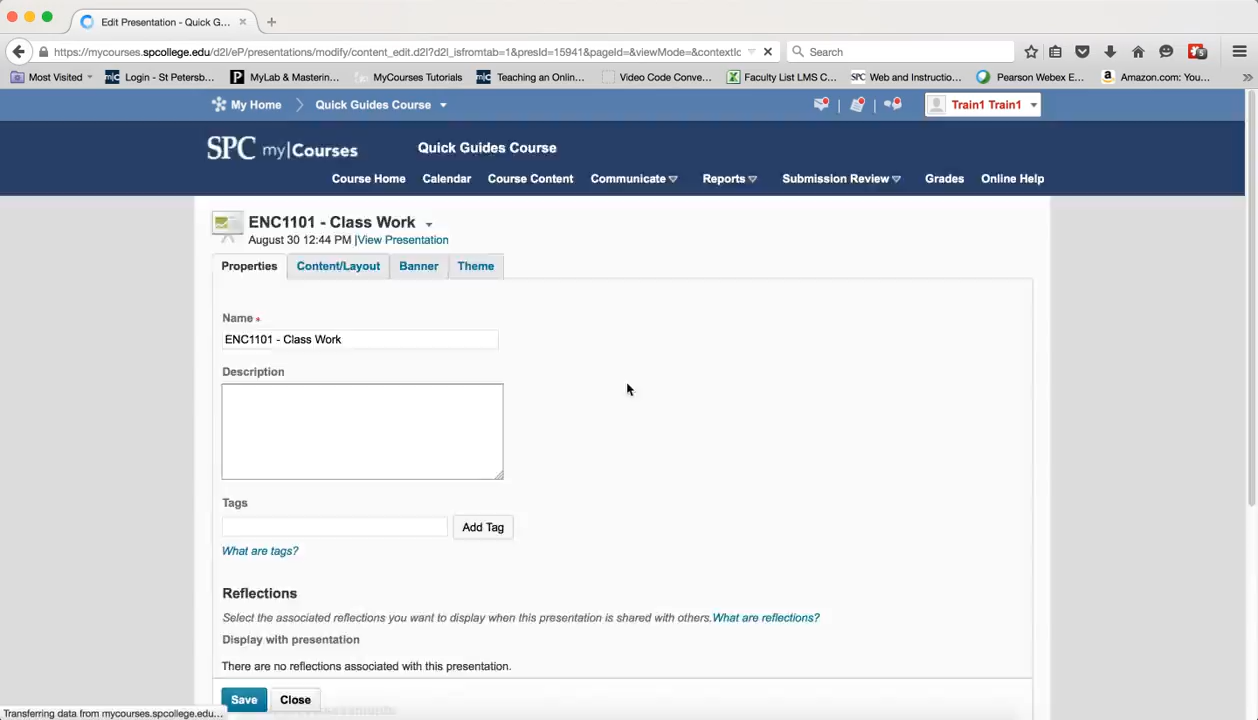 Edit Presentation - Quick G...
https://mycourses.spcollege.edu/d2l/eP/presentations/modify/content_edit.d2l?d2l_isfromtab=1&presId=15941&pageId=&viewMode=&contextIc
Search
5
Most Visited
Login - St Petersb...
MyLab & Mastering...
MyCourses Tutorials
Teaching an Onlin...
Video Code Conve...
Faculty List LMS C...
SPC Web and Instructio...
Pearson Webex E...
Amazon.com: You...
My Home
Quick Guides Course
Train1 Train1
SPC my|Courses
Quick Guides Course
Course Home
Calendar
Course Content
Communicate
Reports
Submission Review
Grades
Online Help
ENC1101 - Class Work
August 30 12:44 PM |View Presentation
Properties
Content/Layout
Banner
Theme
Name *
ENC1101 - Class Work
Description
Tags
Add Tag
What are tags?
Reflections
Select the associated reflections you want to display when this presentation is shared with others.What are reflections?
Display with presentation
There are no reflections associated with this presentation.
Save
Close
Transferring data from mycourses.spcollege.edu...